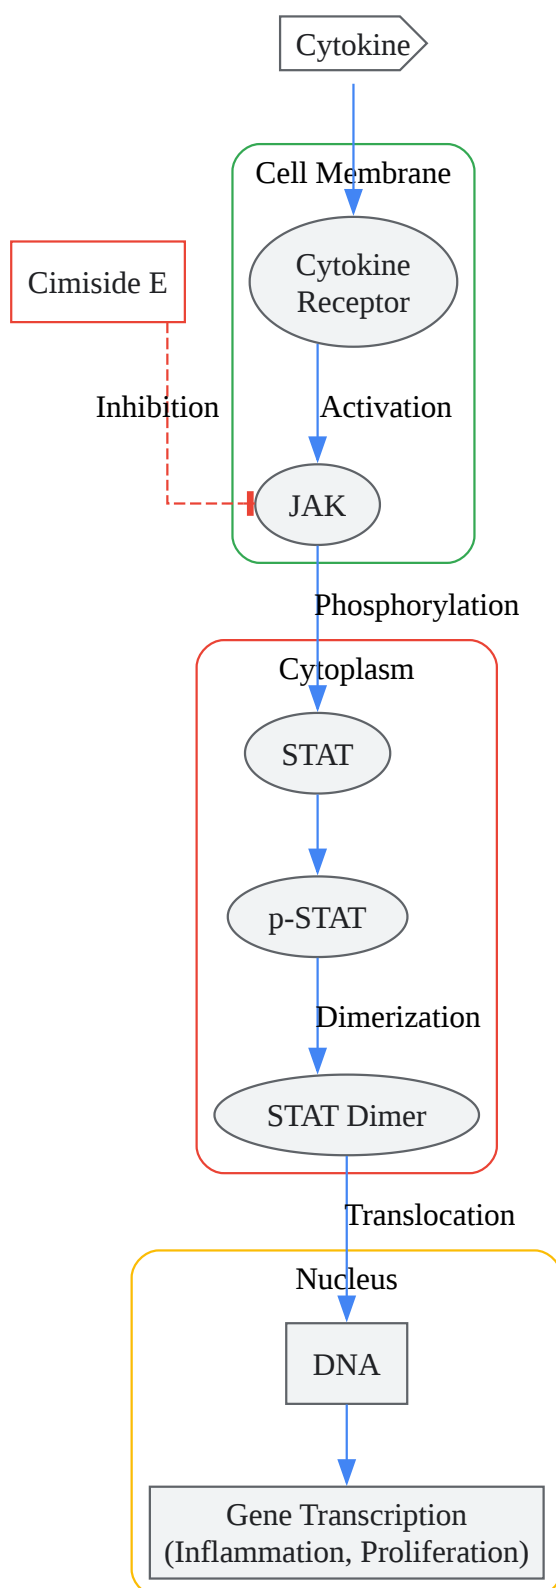 Cytokine
Cell Membrane
Cytokine
Receptor
Cimiside E
Inhibition
Activation
JAK
Phosphorylation
Cytoplasm
STAT
p-STAT
Dimerization
STAT Dimer
Translocation
Nucleus
DNA
Gene Transcription
(Inflammation, Proliferation)